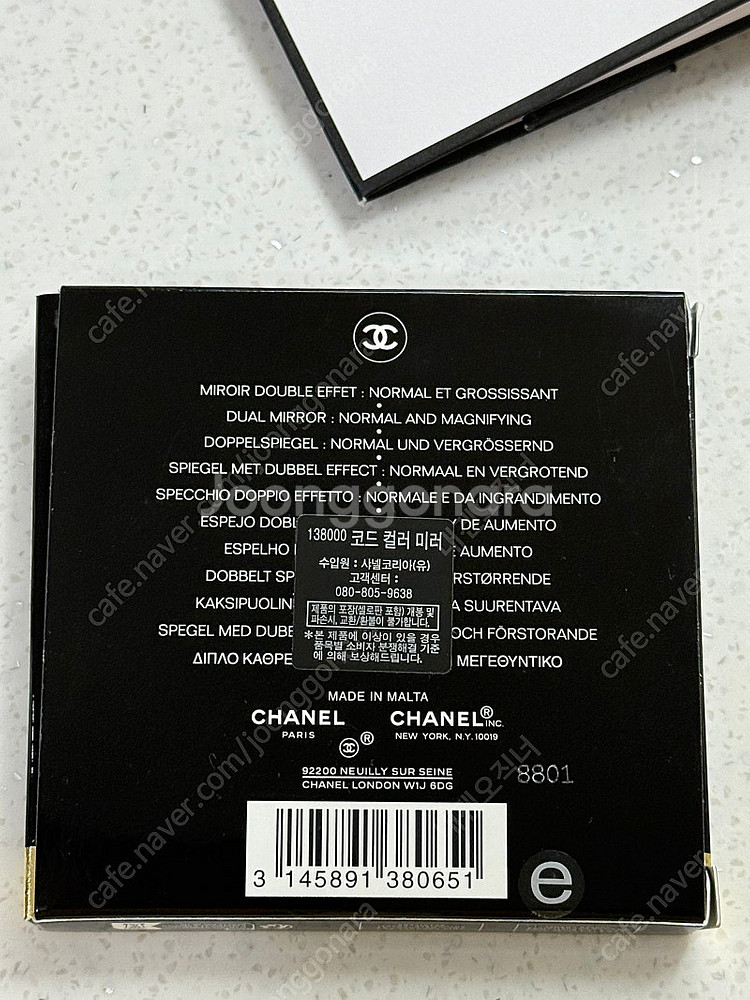 MIROIR DOUBLE EFFET : NORMAL ET GROSSISSANT
DUAL MIRROR : NORMAL AND MAGNIFYING
DOPPELSPIEGEL : NORMAL UND VERGRÖSSERND
SPIEGEL MET DUBBEL EFFECT : NORMAAL EN VERGROTEND
SPECCHIO DOPPIO EFFETTO : NORMALE E DA INGRANDIMENTO
Joonggonara
ESPEJO DOBL Y DE AUMENTO
ESPELHO AUMENTO
DOBBELT SP RSTØRRENDE
KAKSIPUOLIN A SUURENTAVA
SPEGEL MED DUBB OCH FÖRSTORANDE
ΔΙΠΛΟ ΚΑΘΡΕ ΜΕΓΕΘΥΝΤΙΚΟ
138000 코드 컬러 미러
수입원 : 샤넬코리아(유)
고객센터 :
080-805-9638
제품의 포장(셀로판 포함) 개봉 및
파손시, 교환/환불이 불가합니다.
※본 제품에 이상이 있을 경우
품목별 소비자 분쟁해결 기준
에 의해 보상해드립니다.
MADE IN MALTA
CHANEL CHANEL® INC.
PARIS NEW YORK, N.Y. 10019
®
92200 NEUILLY SUR SEINE
CHANEL LONDON W1J 6DG
8801
3 145891 380651
e
cafe.naver.com/joonggonara